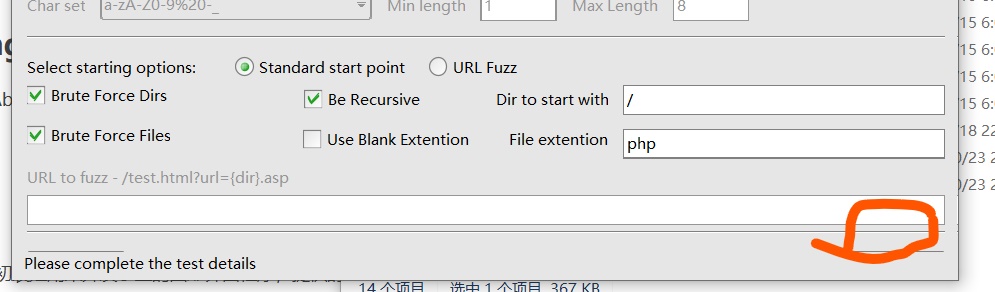 Char set a-zA-Z0-9%20-_ Min length 1 Max Length 8
Select starting options: Standard start point URL Fuzz
Brute Force Dirs Be Recursive Dir to start with /
Brute Force Files Use Blank Extention File extention php
URL to fuzz - /test.html?url={dir}.asp
Please complete the test details
14 个项目 选中 1 个项目 367 KB